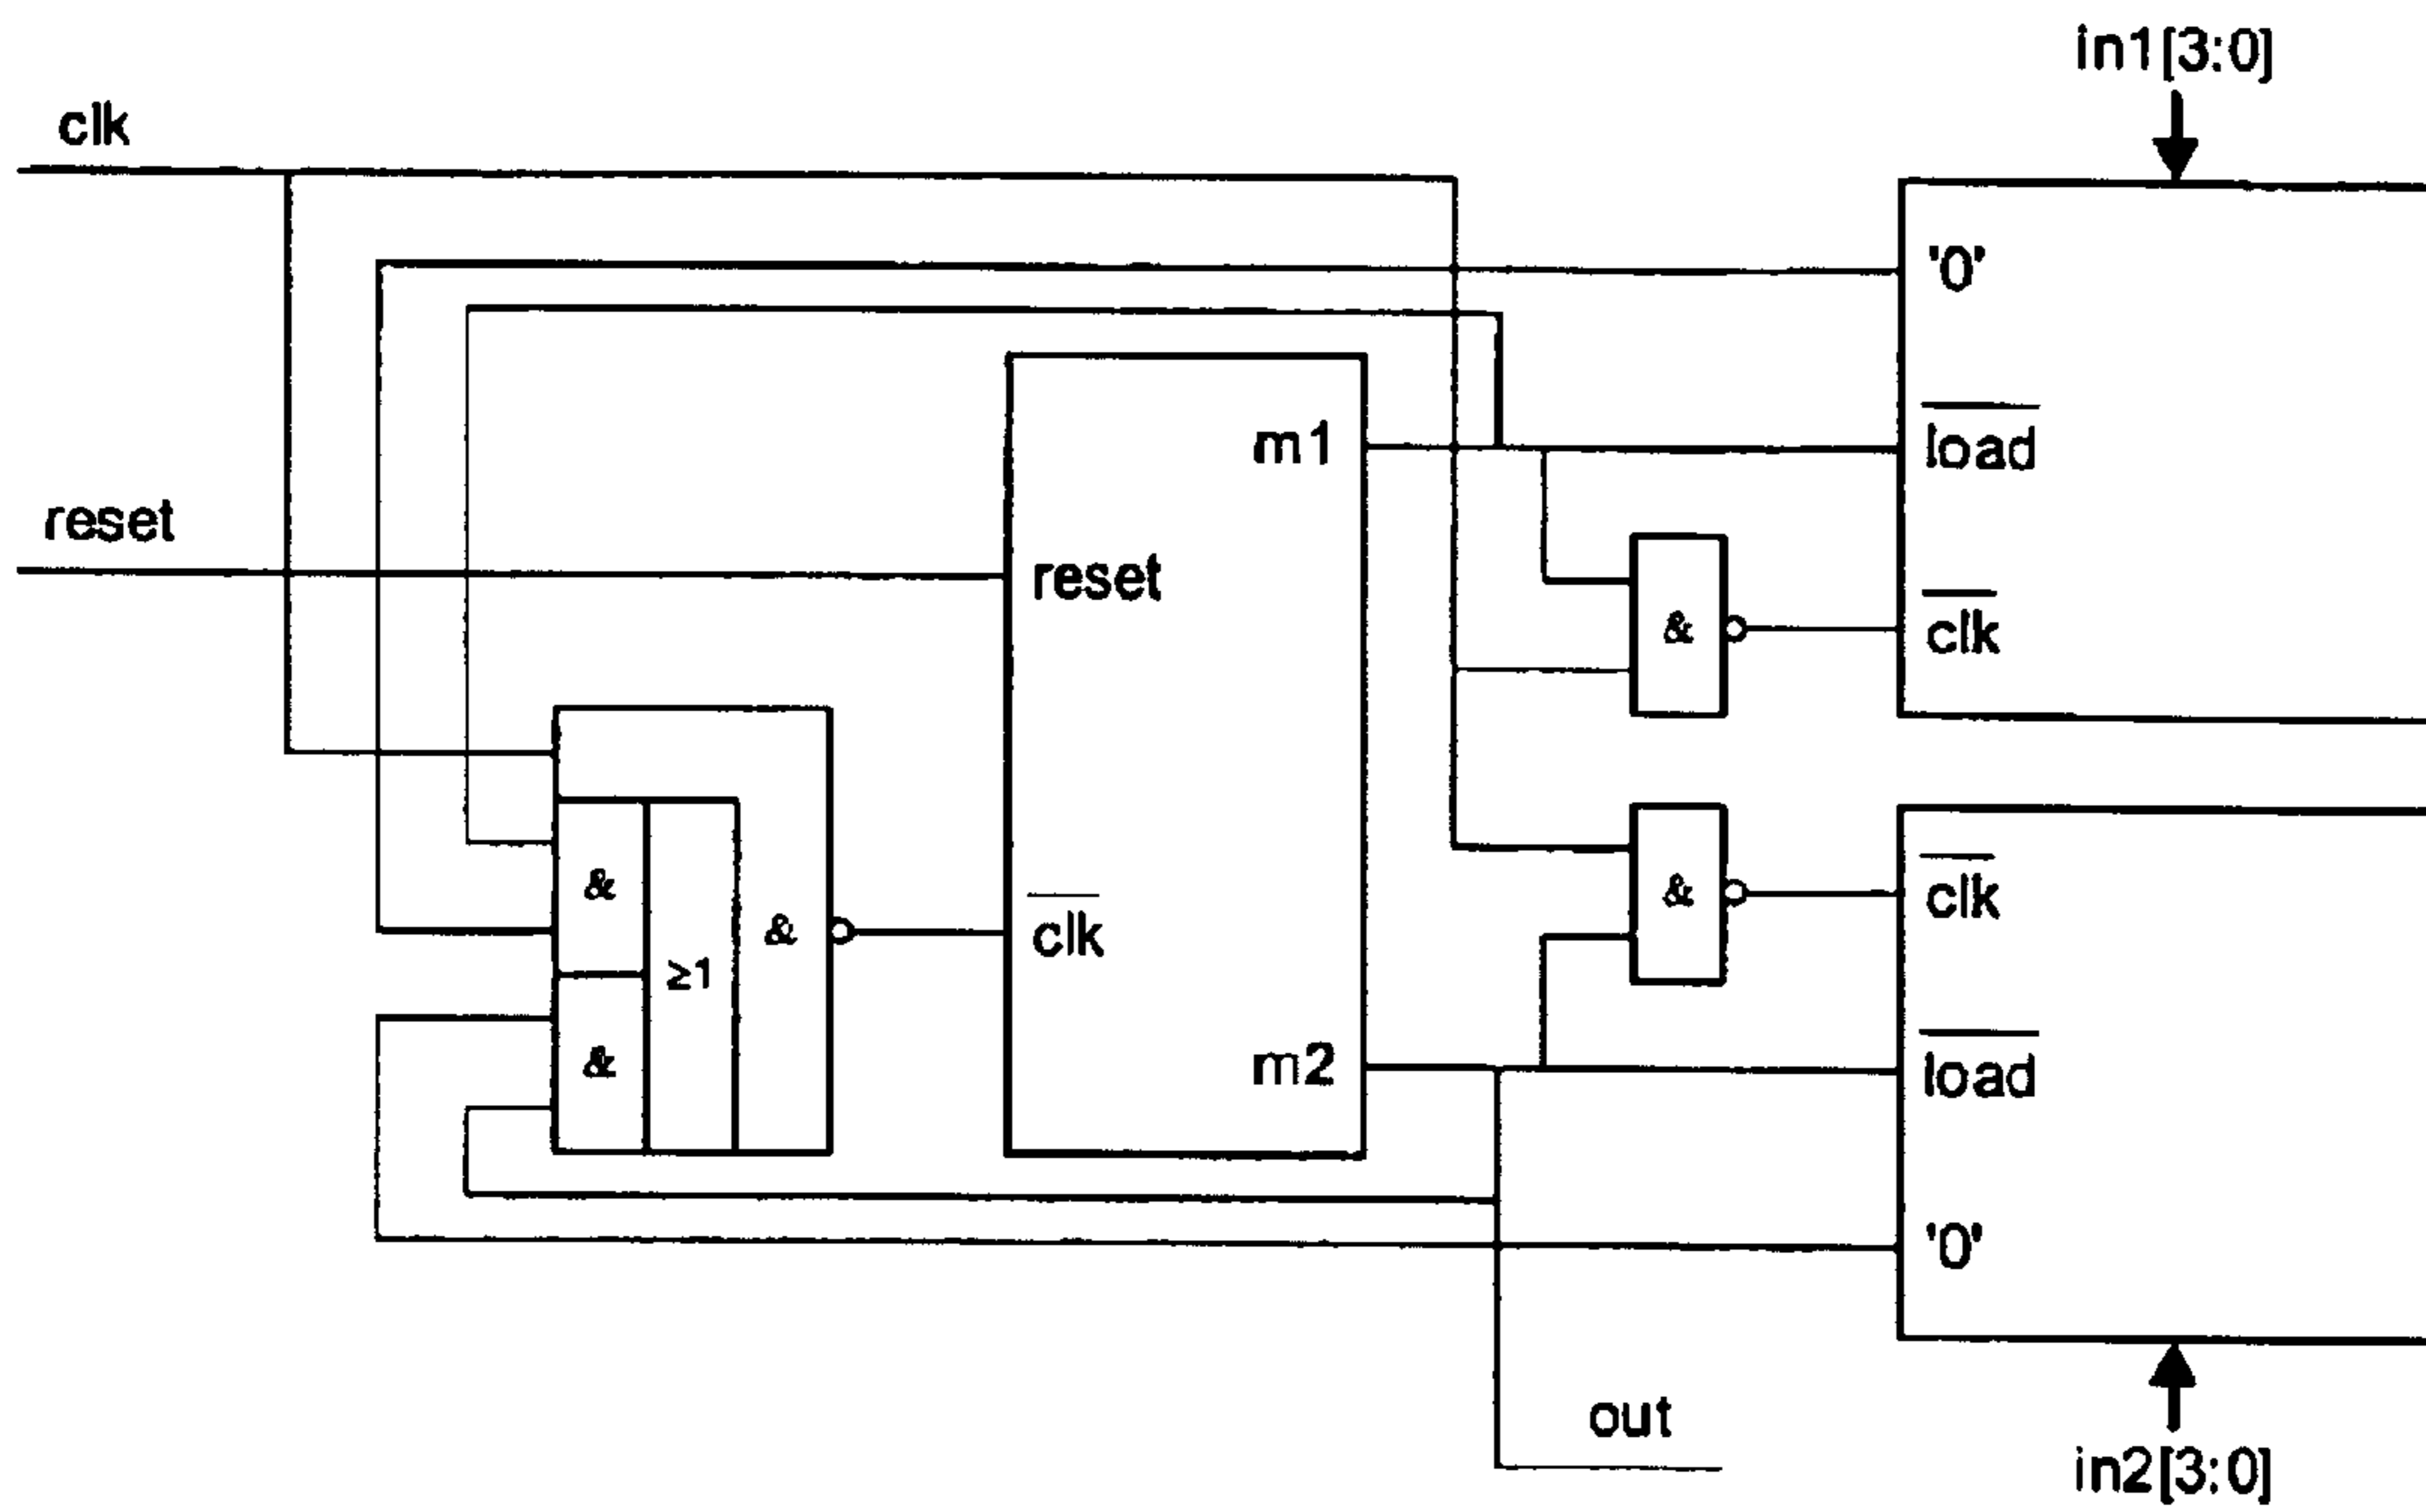 in1[3:0]
clk
'0'
m1
load
reset
reset
&
clk
&
&
clk
&
≥1
&
clk
&
m2
load
'0'
out
in2[3:0]